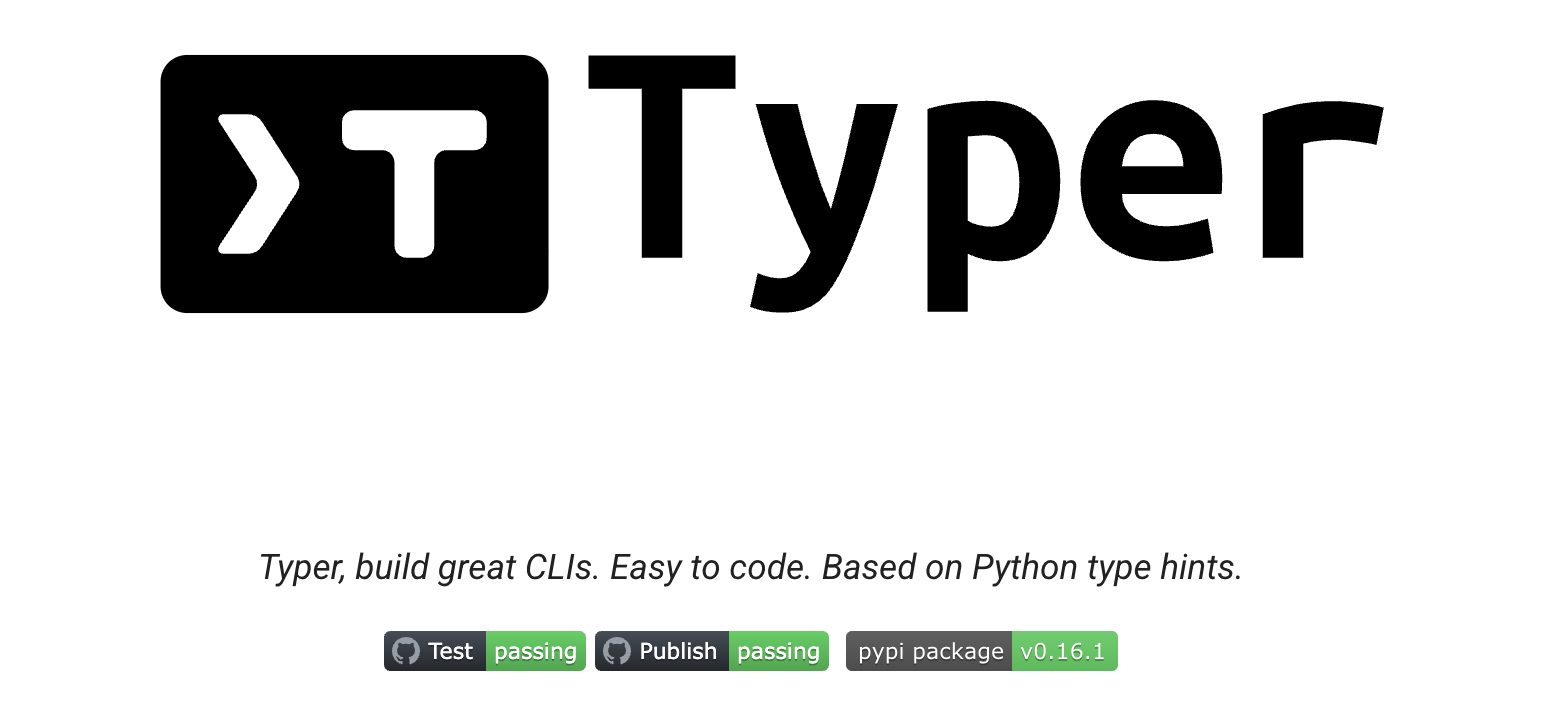 ❯T Typer
Typer, build great CLIs. Easy to code. Based on Python type hints.
Test passing Publish passing pypi package v0.16.1